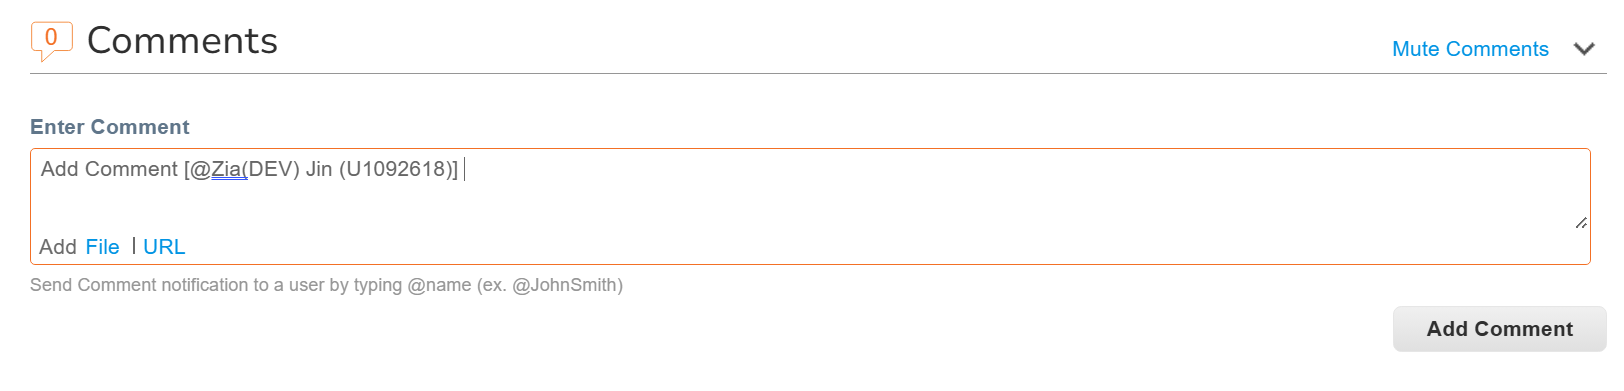 0 Comments
Mute Comments
Enter Comment
Add Comment [@Zia(DEV) Jin (U1092618)]
Add File | URL
Send Comment notification to a user by typing @name (ex. @JohnSmith)
Add Comment